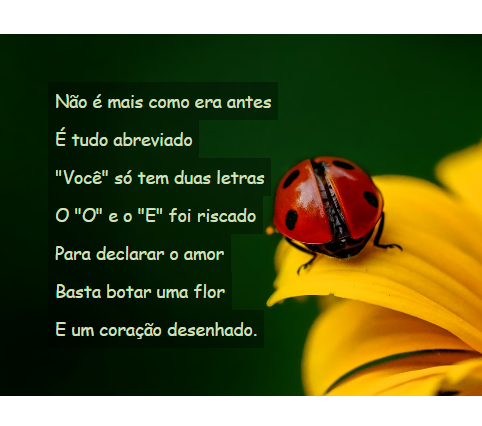 Não é mais como era antes
É tudo abreviado
"Você" só tem duas letras
O "O" e o "E" foi riscado
Para declarar o amor
Basta botar uma flor
E um coração desenhado.